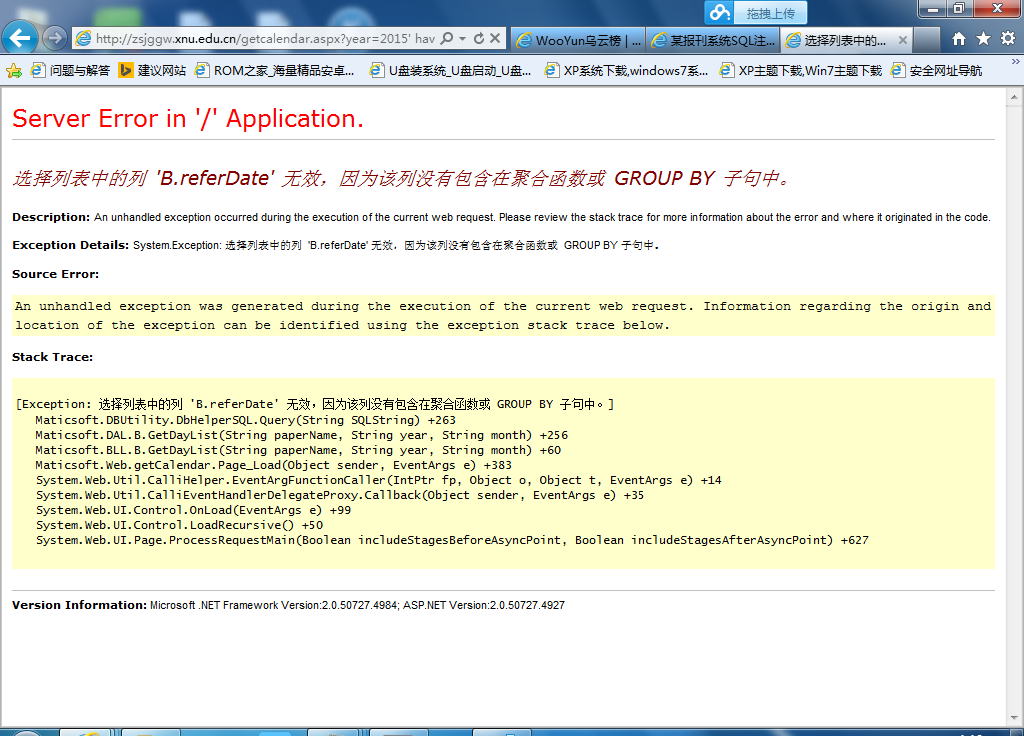 拖拽上传
http://zsjggw.xnu.edu.cn/getcalendar.aspx?year=2015' hav
WooYun乌云榜 | ...
某报刊系统SQL注...
选择列表中的...
问题与解答
建议网站
ROM之家_海量精品安卓...
U盘装系统_U盘启动_U盘...
XP系统下载,windows7系...
XP主题下载,Win7主题下载
安全网址导航
Server Error in '/' Application.
选择列表中的列 'B.referDate' 无效，因为该列没有包含在聚合函数或 GROUP BY 子句中。
Description: An unhandled exception occurred during the execution of the current web request. Please review the stack trace for more information about the error and where it originated in the code.
Exception Details: System.Exception: 选择列表中的列 'B.referDate' 无效，因为该列没有包含在聚合函数或 GROUP BY 子句中。
Source Error:
An unhandled exception was generated during the execution of the current web request. Information regarding the origin and
location of the exception can be identified using the exception stack trace below.
Stack Trace:
[Exception: 选择列表中的列 'B.referDate' 无效，因为该列没有包含在聚合函数或 GROUP BY 子句中。]
Maticsoft.DBUtility.DbHelperSQL.Query(String SQLString) +263
Maticsoft.DAL.B.GetDayList(String paperName, String year, String month) +256
Maticsoft.BLL.B.GetDayList(String paperName, String year, String month) +60
Maticsoft.Web.getCalendar.Page_Load(Object sender, EventArgs e) +383
System.Web.Util.CalliHelper.EventArgFunctionCaller(IntPtr fp, Object o, Object t, EventArgs e) +14
System.Web.Util.CalliEventHandlerDelegateProxy.Callback(Object sender, EventArgs e) +35
System.Web.UI.Control.OnLoad(EventArgs e) +99
System.Web.UI.Control.LoadRecursive() +50
System.Web.UI.Page.ProcessRequestMain(Boolean includeStagesBeforeAsyncPoint, Boolean includeStagesAfterAsyncPoint) +627
Version Information: Microsoft .NET Framework Version:2.0.50727.4984; ASP.NET Version:2.0.50727.4927